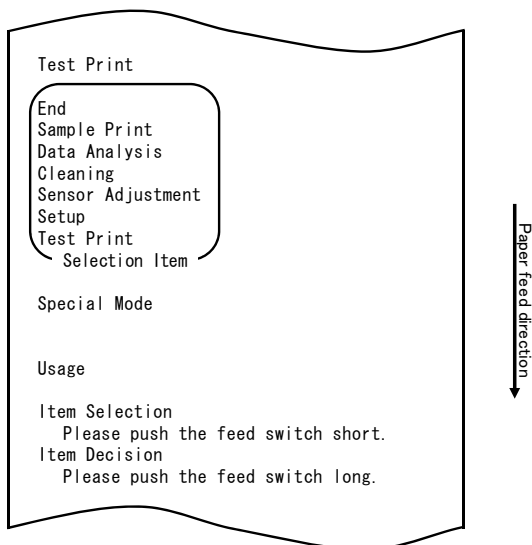 Test Print
End
Sample Print
Data Analysis
Cleaning
Sensor Adjustment
Setup
Test Print
Selection Item
Special Mode
Usage
Item Selection
Please push the feed switch short.
Item Decision
Please push the feed switch long.
Paper feed direction